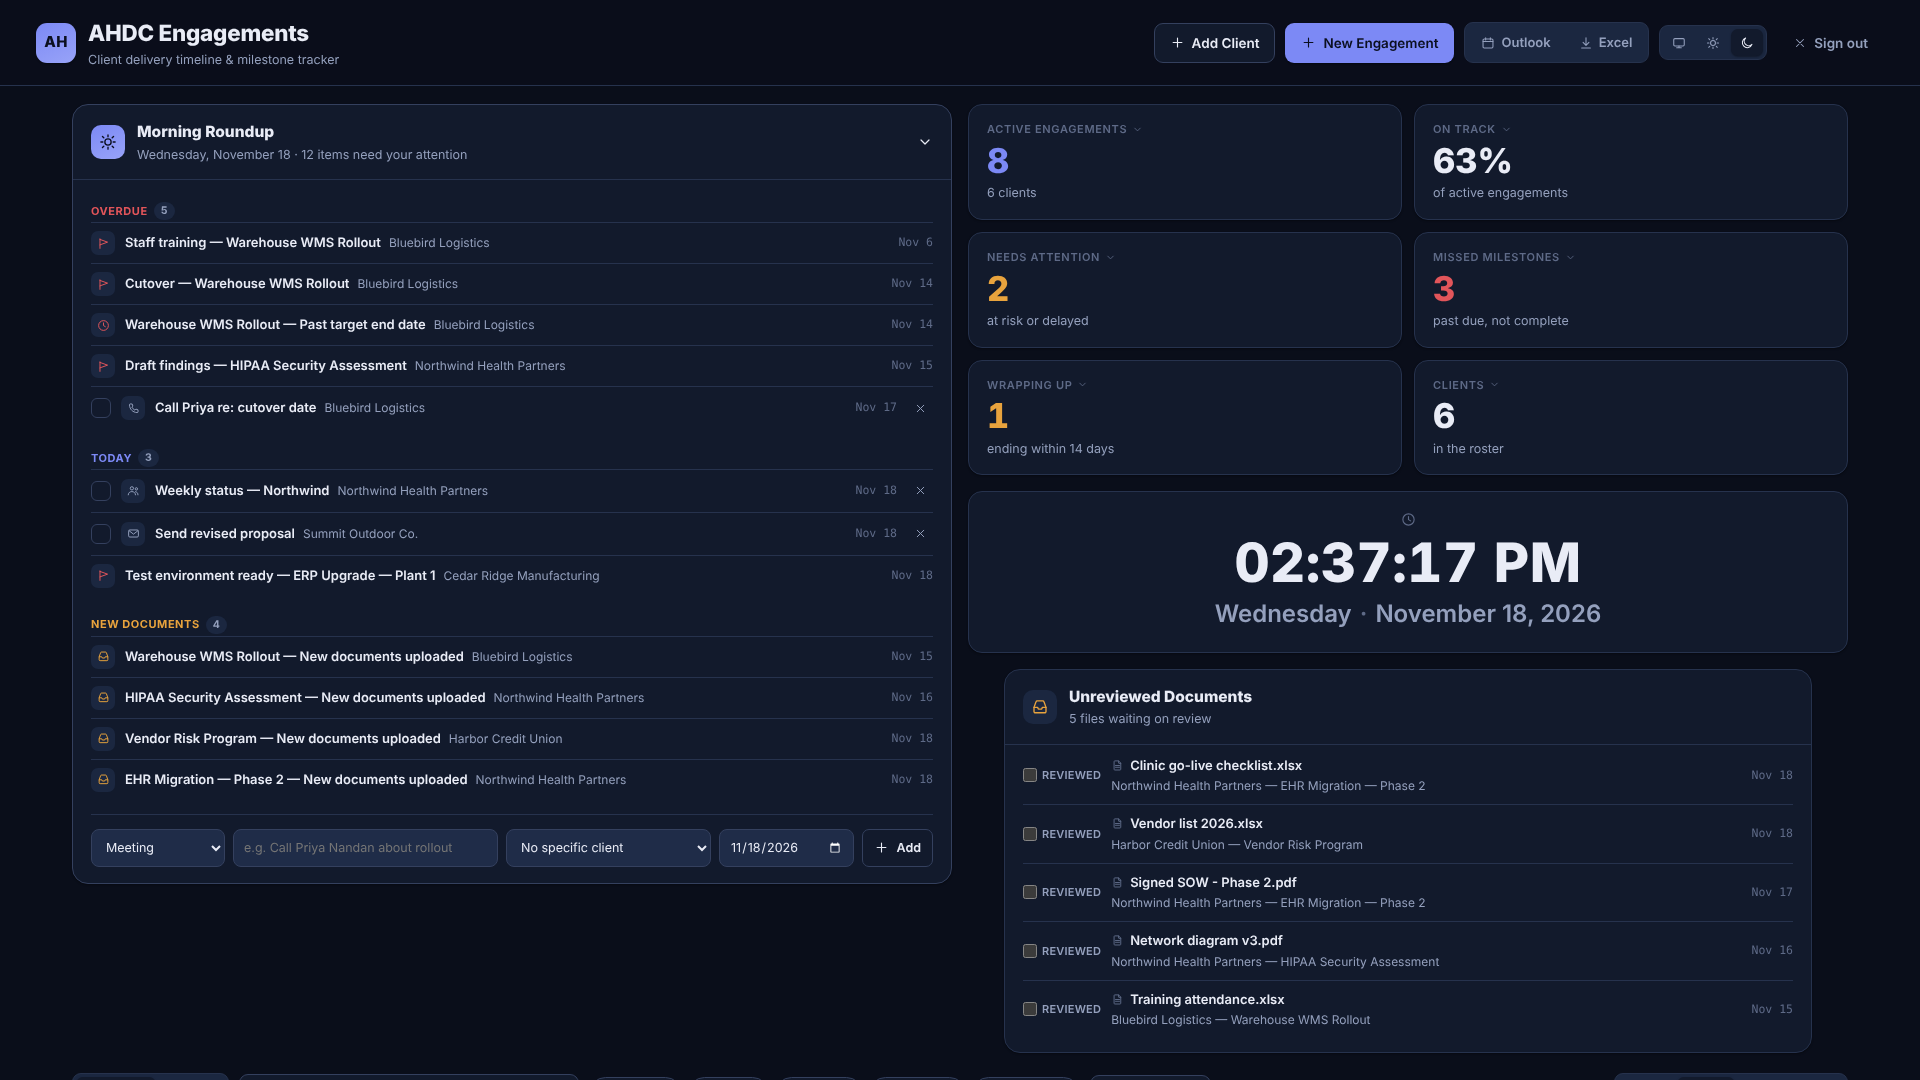 AH
AHDC Engagements
Client delivery timeline & milestone tracker
Add Client
New Engagement
Outlook
Excel
Sign out
Morning Roundup
Wednesday, November 18 · 12 items need your attention
OVERDUE 5
Staff training — Warehouse WMS Rollout Bluebird Logistics Nov 6
Cutover — Warehouse WMS Rollout Bluebird Logistics Nov 14
Warehouse WMS Rollout — Past target end date Bluebird Logistics Nov 14
Draft findings — HIPAA Security Assessment Northwind Health Partners Nov 15
Call Priya re: cutover date Bluebird Logistics Nov 17
TODAY 3
Weekly status — Northwind Northwind Health Partners Nov 18
Send revised proposal Summit Outdoor Co. Nov 18
Test environment ready — ERP Upgrade — Plant 1 Cedar Ridge Manufacturing Nov 18
NEW DOCUMENTS 4
Warehouse WMS Rollout — New documents uploaded Bluebird Logistics Nov 15
HIPAA Security Assessment — New documents uploaded Northwind Health Partners Nov 16
Vendor Risk Program — New documents uploaded Harbor Credit Union Nov 18
EHR Migration — Phase 2 — New documents uploaded Northwind Health Partners Nov 18
Meeting
e.g. Call Priya Nandan about rollout
No specific client
11/18/2026
Add
ACTIVE ENGAGEMENTS
8
6 clients
ON TRACK
63%
of active engagements
NEEDS ATTENTION
2
at risk or delayed
MISSED MILESTONES
3
past due, not complete
WRAPPING UP
1
ending within 14 days
CLIENTS
6
in the roster
02:37:17 PM
Wednesday · November 18, 2026
Unreviewed Documents
5 files waiting on review
REVIEWED
Clinic go-live checklist.xlsx
Northwind Health Partners — EHR Migration — Phase 2
Nov 18
REVIEWED
Vendor list 2026.xlsx
Harbor Credit Union — Vendor Risk Program
Nov 18
REVIEWED
Signed SOW - Phase 2.pdf
Northwind Health Partners — EHR Migration — Phase 2
Nov 17
REVIEWED
Network diagram v3.pdf
Northwind Health Partners — HIPAA Security Assessment
Nov 16
REVIEWED
Training attendance.xlsx
Bluebird Logistics — Warehouse WMS Rollout
Nov 15